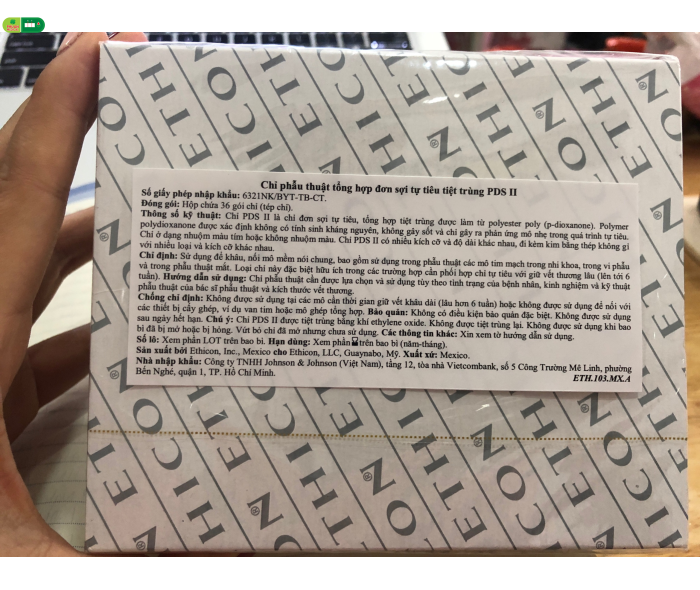 Chỉ phẫu thuật tổng hợp đơn sợi tự tiêu tiệt trùng PDS II
Số giấy phép nhập khẩu: 6321NK/BYT-TB-CT.
Đóng gói: Hộp chứa 36 gói chỉ (tép chỉ).
Thông số kỹ thuật: Chỉ PDS II là chỉ đơn sợi tự tiêu, tổng hợp tiệt trùng được làm từ polyester poly (p-dioxanone). Polymer
polydioxanone được xác định không có tính sinh kháng nguyên, không gây sốt và chỉ gây ra phản ứng mô nhẹ trong quá trình tự tiêu.
Chỉ ở dạng nhuộm màu tím hoặc không nhuộm màu. Chỉ PDS II có nhiều kích cỡ và độ dài khác nhau, đi kèm kim bằng thép không gỉ
với nhiều loại và kích cỡ khác nhau.
Chỉ định: Sử dụng để khâu, nối mô mềm nói chung, bao gồm sử dụng trong phẫu thuật các mô tim mạch trong nhi khoa, trong vi phẫu
và trong phẫu thuật mắt. Loại chỉ này đặc biệt hữu ích trong các trường hợp cần phối hợp chỉ tự tiêu với giữ vết thương lâu (lên tới 6
tuần). Hướng dẫn sử dụng: Chỉ phẫu thuật cần được lựa chọn và sử dụng tùy theo tình trạng của bệnh nhân, kinh nghiệm và kỹ thuật
phẫu thuật của bác sĩ phẫu thuật và kích thước vết thương.
Chống chỉ định: Không được sử dụng tại các mô cần thời gian giữ vết khâu dài (lâu hơn 6 tuần) hoặc không được sử dụng để nối với
các thiết bị cấy ghép, ví dụ van tim hoặc mô ghép tổng hợp. Bảo quản: Không có điều kiện bảo quản đặc biệt. Không được sử dụng
sau ngày hết hạn. Chú ý: Chỉ PDS II được tiệt trùng bằng khí ethylene oxide. Không được tiệt trùng lại. Không được sử dụng khi bao
bì đã bị mở hoặc bị hỏng. Vứt bỏ chỉ đã mở nhưng chưa sử dụng. Các thông tin khác: Xin xem tờ hướng dẫn sử dụng.
Số lô: Xem phần LOT trên bao bì. Hạn dùng: Xem phần trên bao bì (năm-tháng).
Sản xuất bởi Ethicon, Inc., Mexico cho Ethicon, LLC, Guaynabo, Mỹ. Xuất xứ: Mexico.
Nhà nhập khẩu: Công ty TNHH Johnson & Johnson (Việt Nam), tầng 12, tòa nhà Vietcombank, số 5 Công Trường Mê Linh, phường
Bến Nghé, quận 1, TP. Hồ Chí Minh.
ETH.103.MX.A
ETHICON